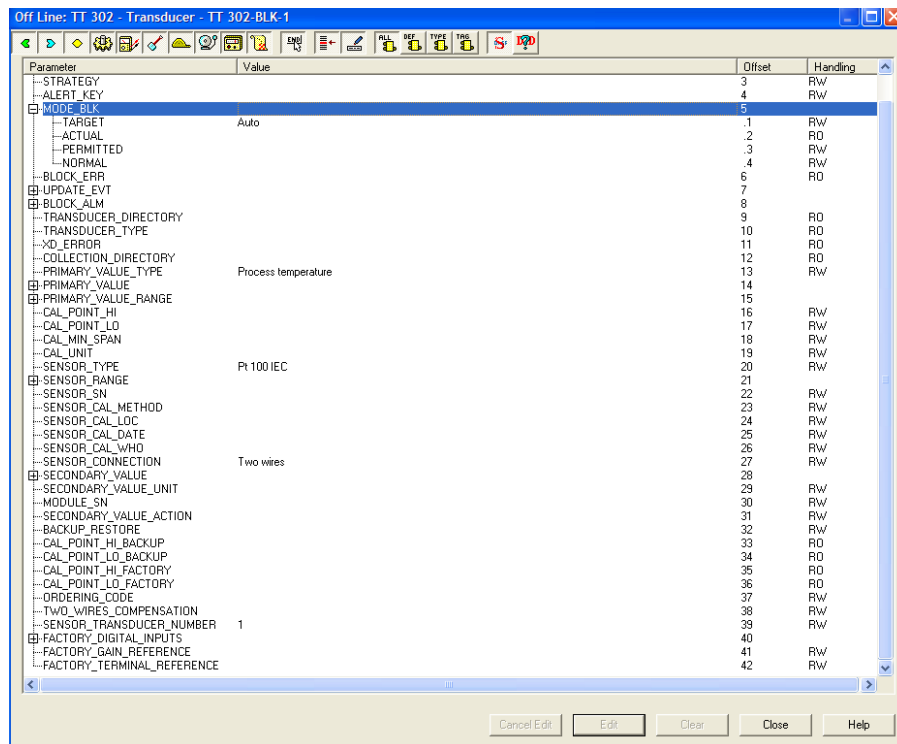 Off Line: TT 302 - Transducer - TT 302-BLK-1
ALL DEF TYPE TAG
Parameter Value Offset Handling
STRATEGY 3 RW
ALERT_KEY 4 RW
MODE_BLK 5
TARGET Auto .1 RW
ACTUAL .2 RO
PERMITTED .3 RW
NORMAL .4 RW
BLOCK_ERR 6 RO
UPDATE_EVT 7
BLOCK_ALM 8
TRANSDUCER_DIRECTORY 9 RO
TRANSDUCER_TYPE 10 RO
XD_ERROR 11 RO
COLLECTION_DIRECTORY 12 RO
PRIMARY_VALUE_TYPE Process temperature 13 RW
PRIMARY_VALUE 14
PRIMARY_VALUE_RANGE 15
CAL_POINT_HI 16 RW
CAL_POINT_LO 17 RW
CAL_MIN_SPAN 18 RW
CAL_UNIT 19 RW
SENSOR_TYPE Pt 100 IEC 20 RW
SENSOR_RANGE 21
SENSOR_SN 22 RW
SENSOR_CAL_METHOD 23 RW
SENSOR_CAL_LOC 24 RW
SENSOR_CAL_DATE 25 RW
SENSOR_CAL_WHO 26 RW
SENSOR_CONNECTION Two wires 27 RW
SECONDARY_VALUE 28
SECONDARY_VALUE_UNIT 29 RW
MODULE_SN 30 RW
SECONDARY_VALUE_ACTION 31 RW
BACKUP_RESTORE 32 RW
CAL_POINT_HI_BACKUP 33 RO
CAL_POINT_LO_BACKUP 34 RO
CAL_POINT_HI_FACTORY 35 RO
CAL_POINT_LO_FACTORY 36 RO
ORDERING_CODE 37 RW
TWO_WIRES_COMPENSATION 38 RW
SENSOR_TRANSDUCER_NUMBER 1 39 RW
FACTORY_DIGITAL_INPUTS 40
FACTORY_GAIN_REFERENCE 41 RW
FACTORY_TERMINAL_REFERENCE 42 RW
Cancel Edit Edit Clear Close Help